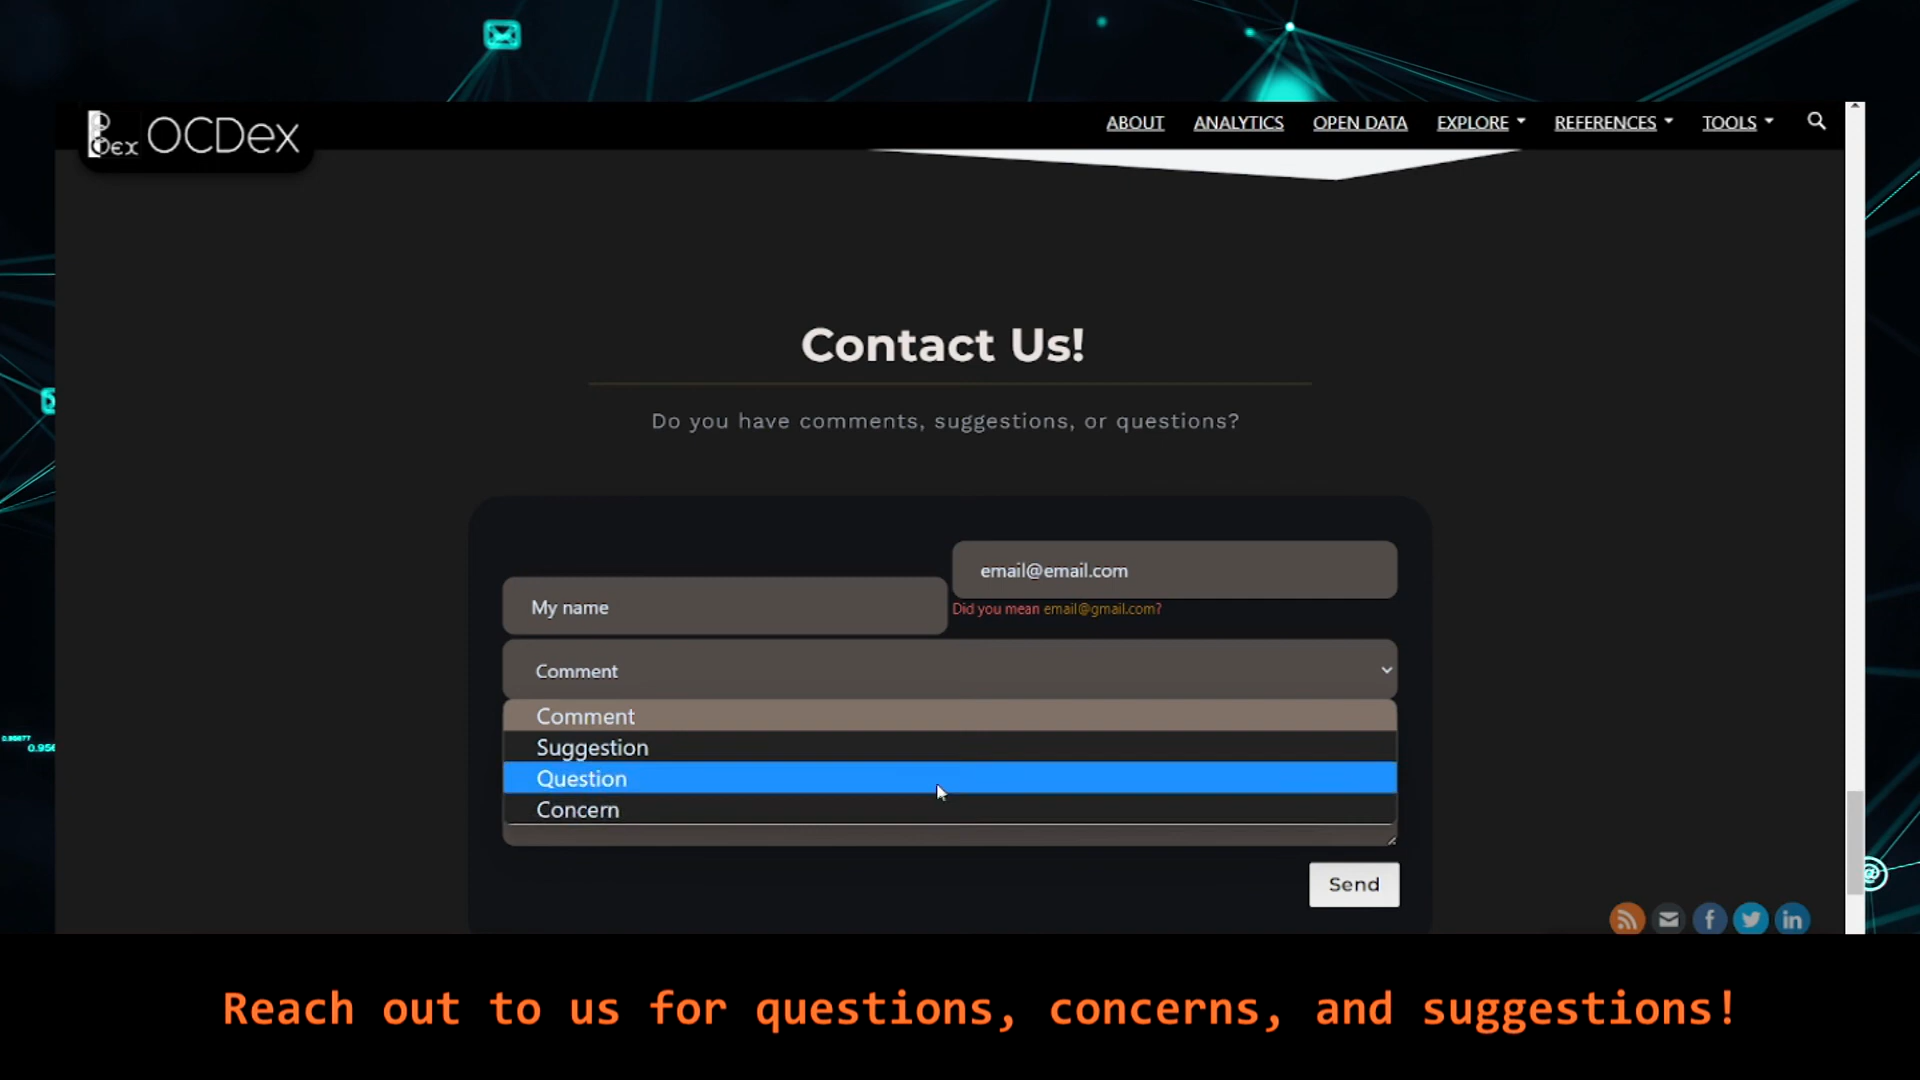 Dex OCDex
ABOUT ANALYTICS OPEN DATA EXPLORE REFERENCES TOOLS
Contact Us!
Do you have comments, suggestions, or questions?
email@email.com
My name
Did you mean email@gmail.com?
Comment
Comment
Suggestion
Question
Concern
Send
Reach out to us for questions, concerns, and suggestions!